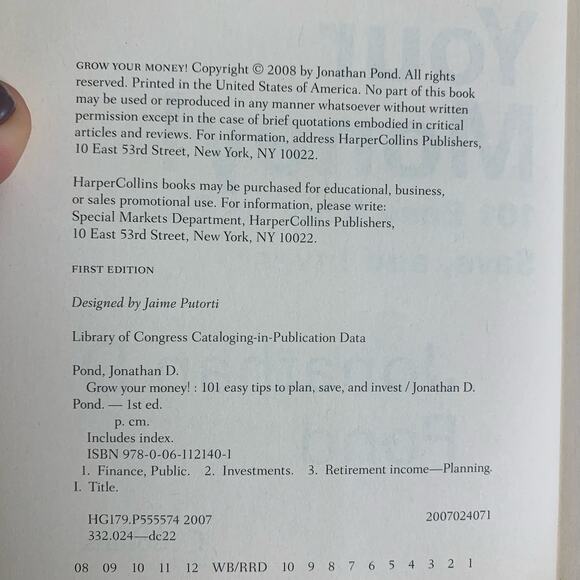 GROW YOUR MONEY! Copyright © 2008 by Jonathan Pond. All rights
reserved. Printed in the United States of America. No part of this book
may be used or reproduced in any manner whatsoever without written
permission except in the case of brief quotations embodied in critical
articles and reviews. For information, address HarperCollins Publishers,
10 East 53rd Street, New York, NY 10022.
HarperCollins books may be purchased for educational, business,
or sales promotional use. For information, please write:
Special Markets Department, HarperCollins Publishers,
10 East 53rd Street, New York, NY 10022.
FIRST EDITION
Designed by Jaime Putorti
Library of Congress Cataloging-in-Publication Data
Pond, Jonathan D.
Grow your money! : 101 easy tips to plan, save, and invest / Jonathan D.
Pond. — 1st ed.
p. cm.
Includes index.
ISBN 978-0-06-112140-1
1. Finance, Public. 2. Investments. 3. Retirement income—Planning.
I. Title.
HG179.P555574 2007 2007024071
332.024—dc22
08 09 10 11 12 WB/RRD 10 9 8 7 6 5 4 3 2 1